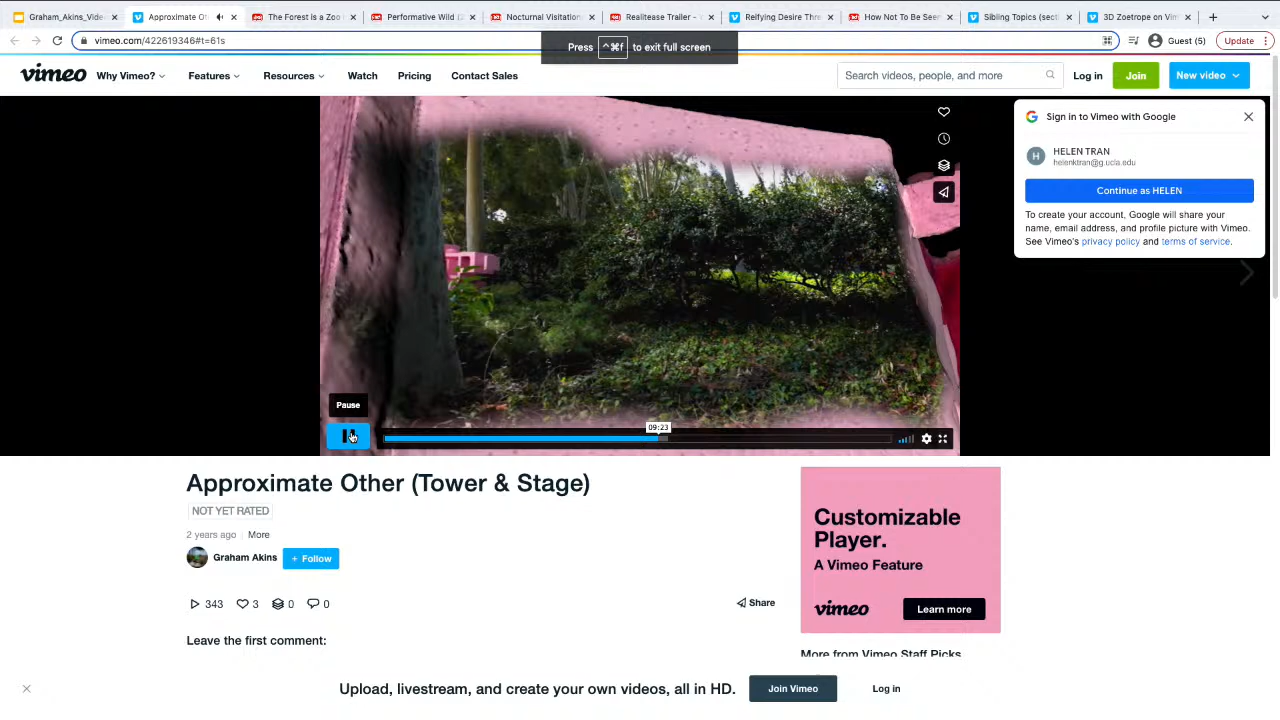 Graham_Akins_Vide
Approximate Ot
The Forest Is a Zoo
Performative Wild (2
Nocturnal Visitation
Realitease Trailer -
Reifying Desire Thre
How Not To Be Seen
Sibling Topics (secti
3D Zoetrope on Vim
vimeo.com/422619346#t=61s
Guest (5)
Update
Press ^⌘f to exit full screen
vimeo
Why Vimeo?
Features
Resources
Watch
Pricing
Contact Sales
Search videos, people, and more
Log in
Join
New video
Sign in to Vimeo with Google
HELEN TRAN
helenktran@g.ucla.edu
Continue as HELEN
To create your account, Google will share your
name, email address, and profile picture with Vimeo.
See Vimeo's privacy policy and terms of service.
Pause
09:23
Approximate Other (Tower & Stage)
NOT YET RATED
2 years ago
More
Graham Akins
+ Follow
343
3
0
0
Share
Leave the first comment:
Customizable
Player.
A Vimeo Feature
vimeo
Learn more
More from Vimeo Staff Picks
Upload, livestream, and create your own videos, all in HD.
Join Vimeo
Log in